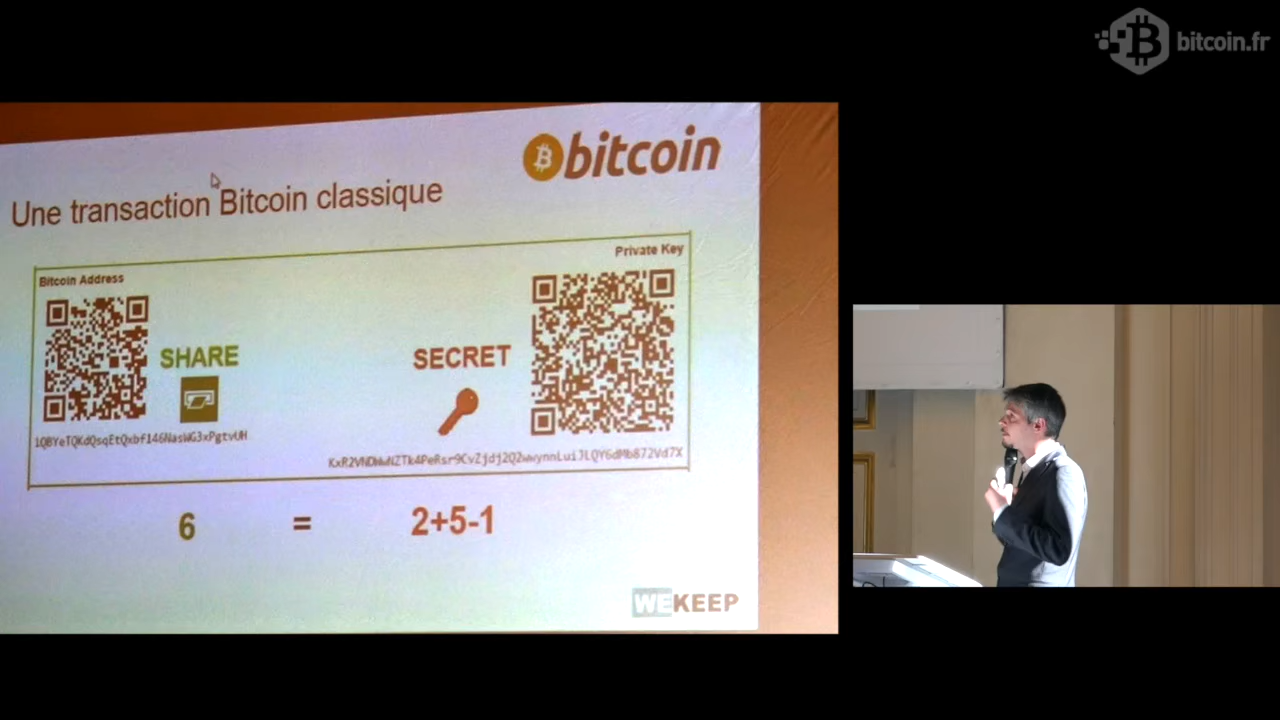 bitcoin.fr
bitcoin
Une transaction Bitcoin classique
Private Key
Bitcoin Address
SHARE
SECRET
6 = 2+5-1
WEKEEP